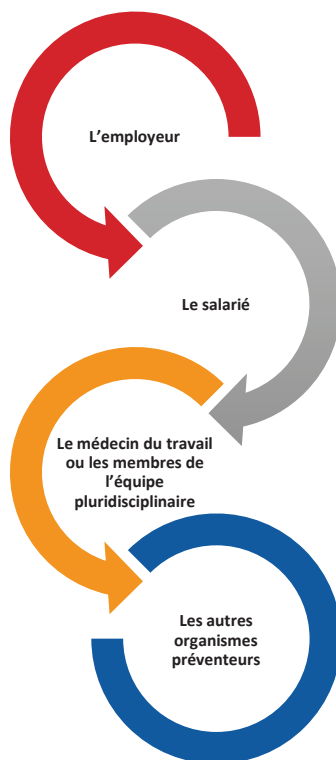 L'employeur
Le salarié
Le médecin du travail
ou les membres de
l'équipe
pluridisciplinaire
Les autres
organismes
préventeurs